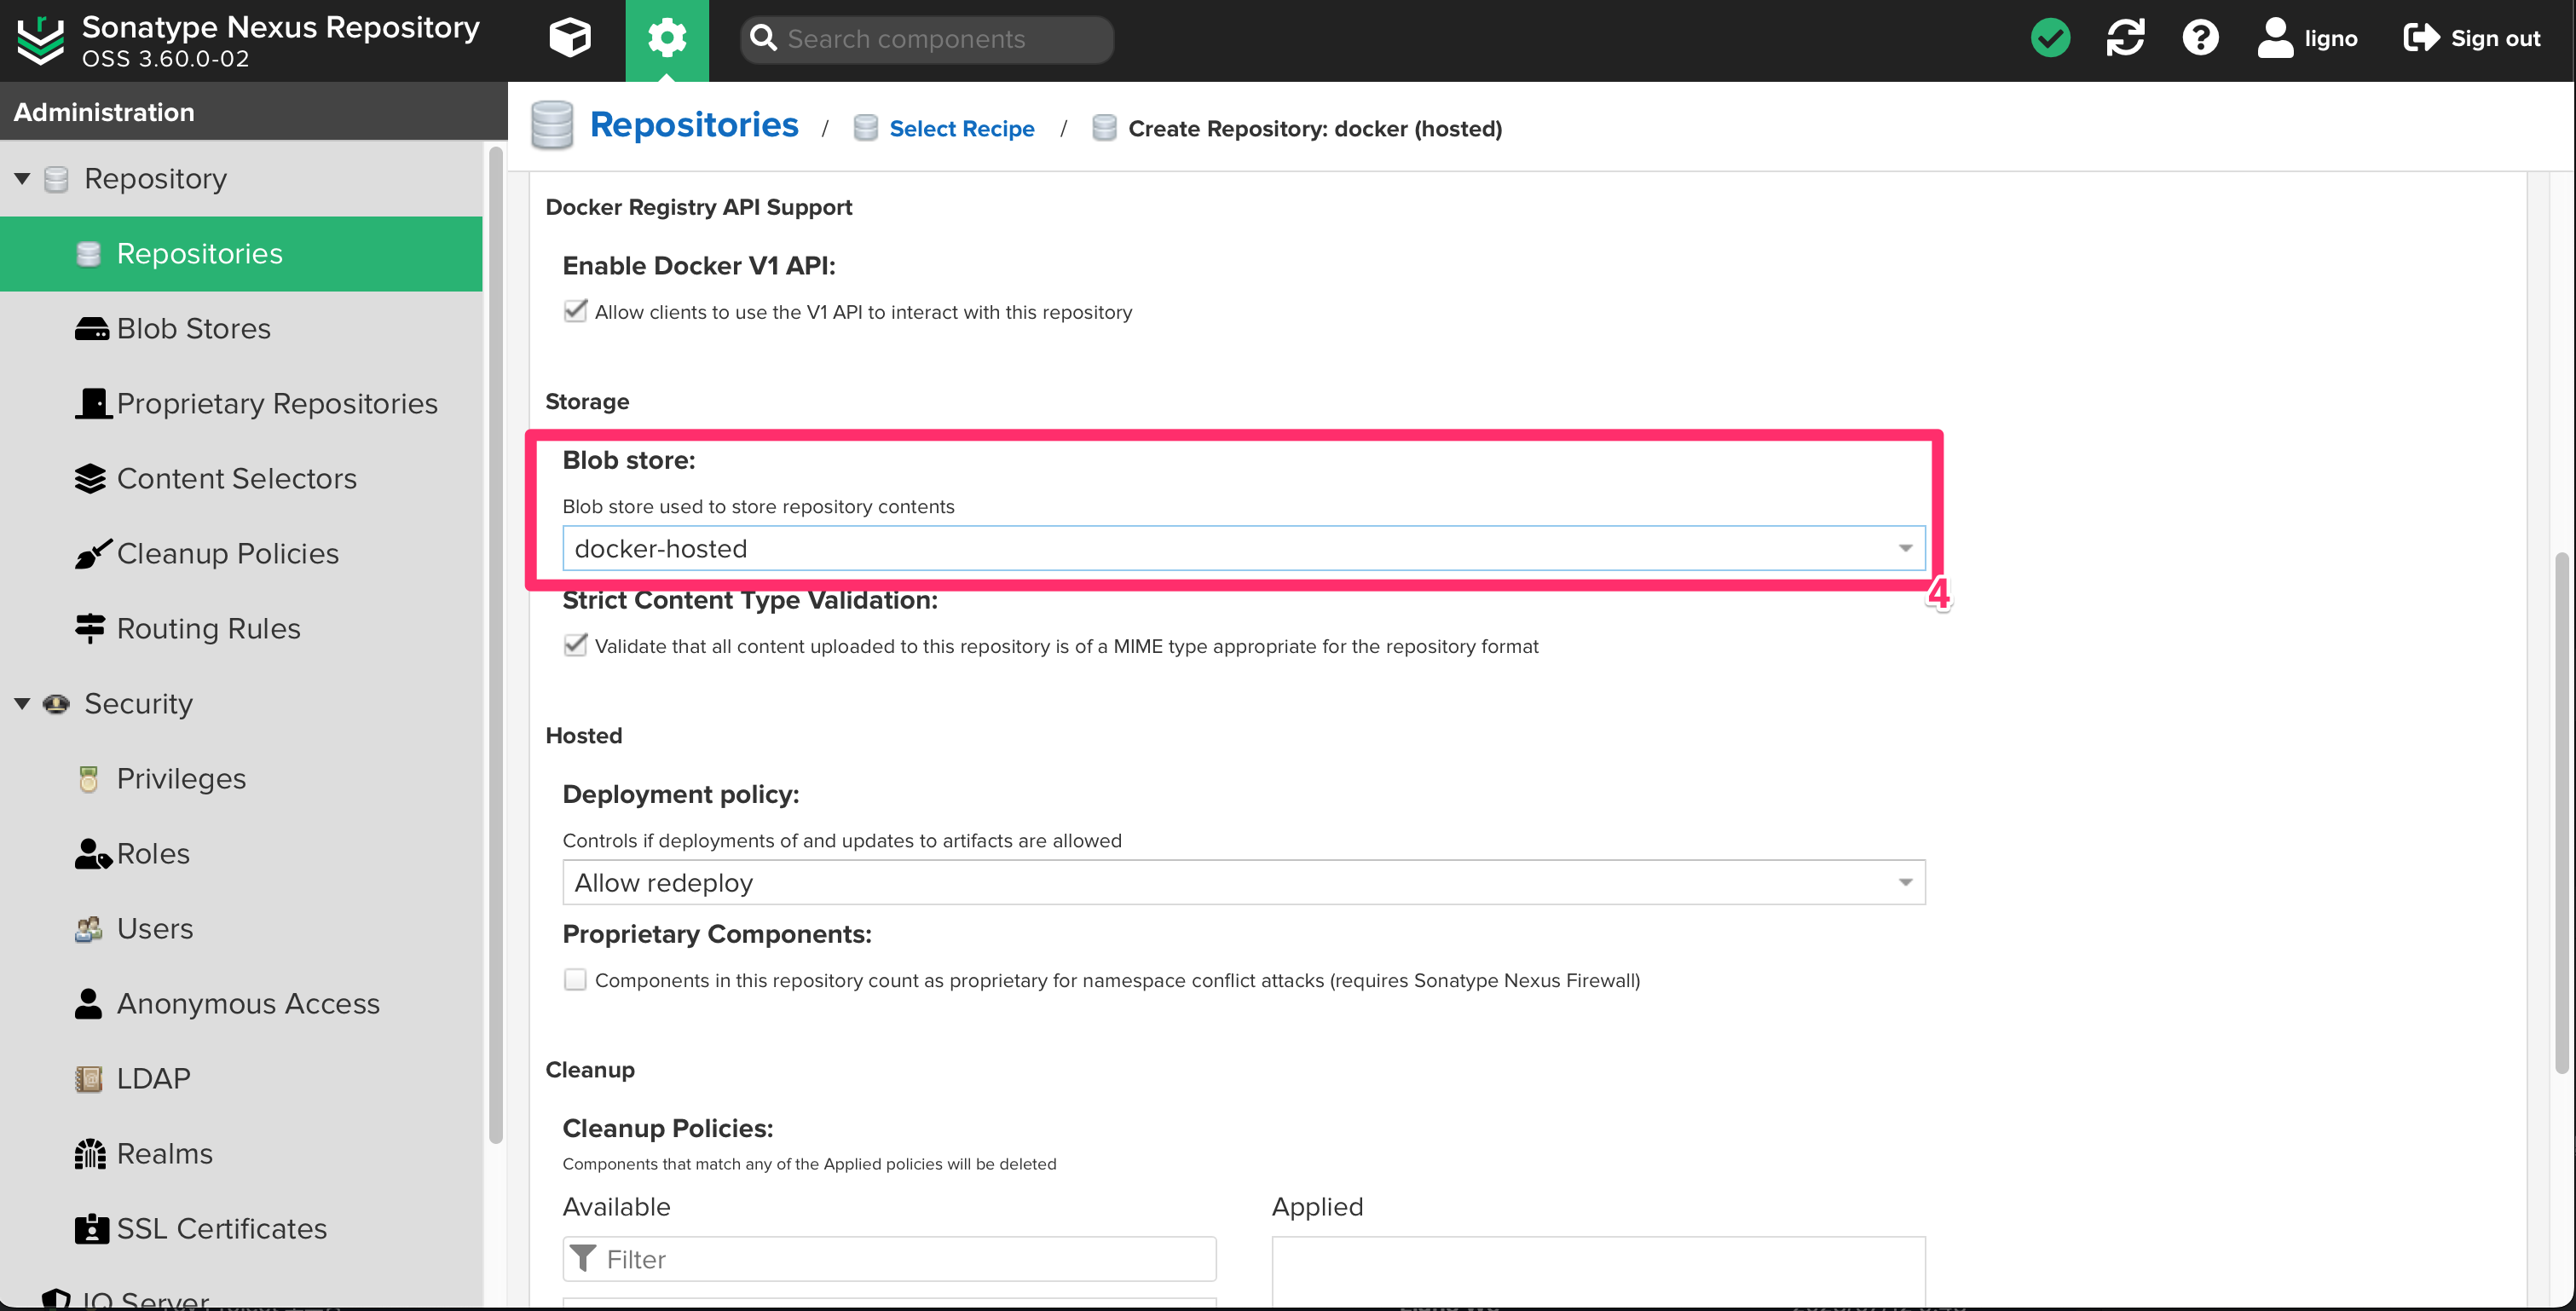 Sonatype Nexus Repository
OSS 3.60.0-02
Search components
ligno
Sign out
Administration
Repository
Repositories
Blob Stores
Proprietary Repositories
Content Selectors
Cleanup Policies
Routing Rules
Security
Privileges
Roles
Users
Anonymous Access
LDAP
Realms
SSL Certificates
IQ Server
Repositories / Select Recipe / Create Repository: docker (hosted)
Docker Registry API Support
Enable Docker V1 API:
Allow clients to use the V1 API to interact with this repository
Storage
Blob store:
Blob store used to store repository contents
docker-hosted
4
Strict Content Type Validation:
Validate that all content uploaded to this repository is of a MIME type appropriate for the repository format
Hosted
Deployment policy:
Controls if deployments of and updates to artifacts are allowed
Allow redeploy
Proprietary Components:
Components in this repository count as proprietary for namespace conflict attacks (requires Sonatype Nexus Firewall)
Cleanup
Cleanup Policies:
Components that match any of the Applied policies will be deleted
Available
Applied
Filter